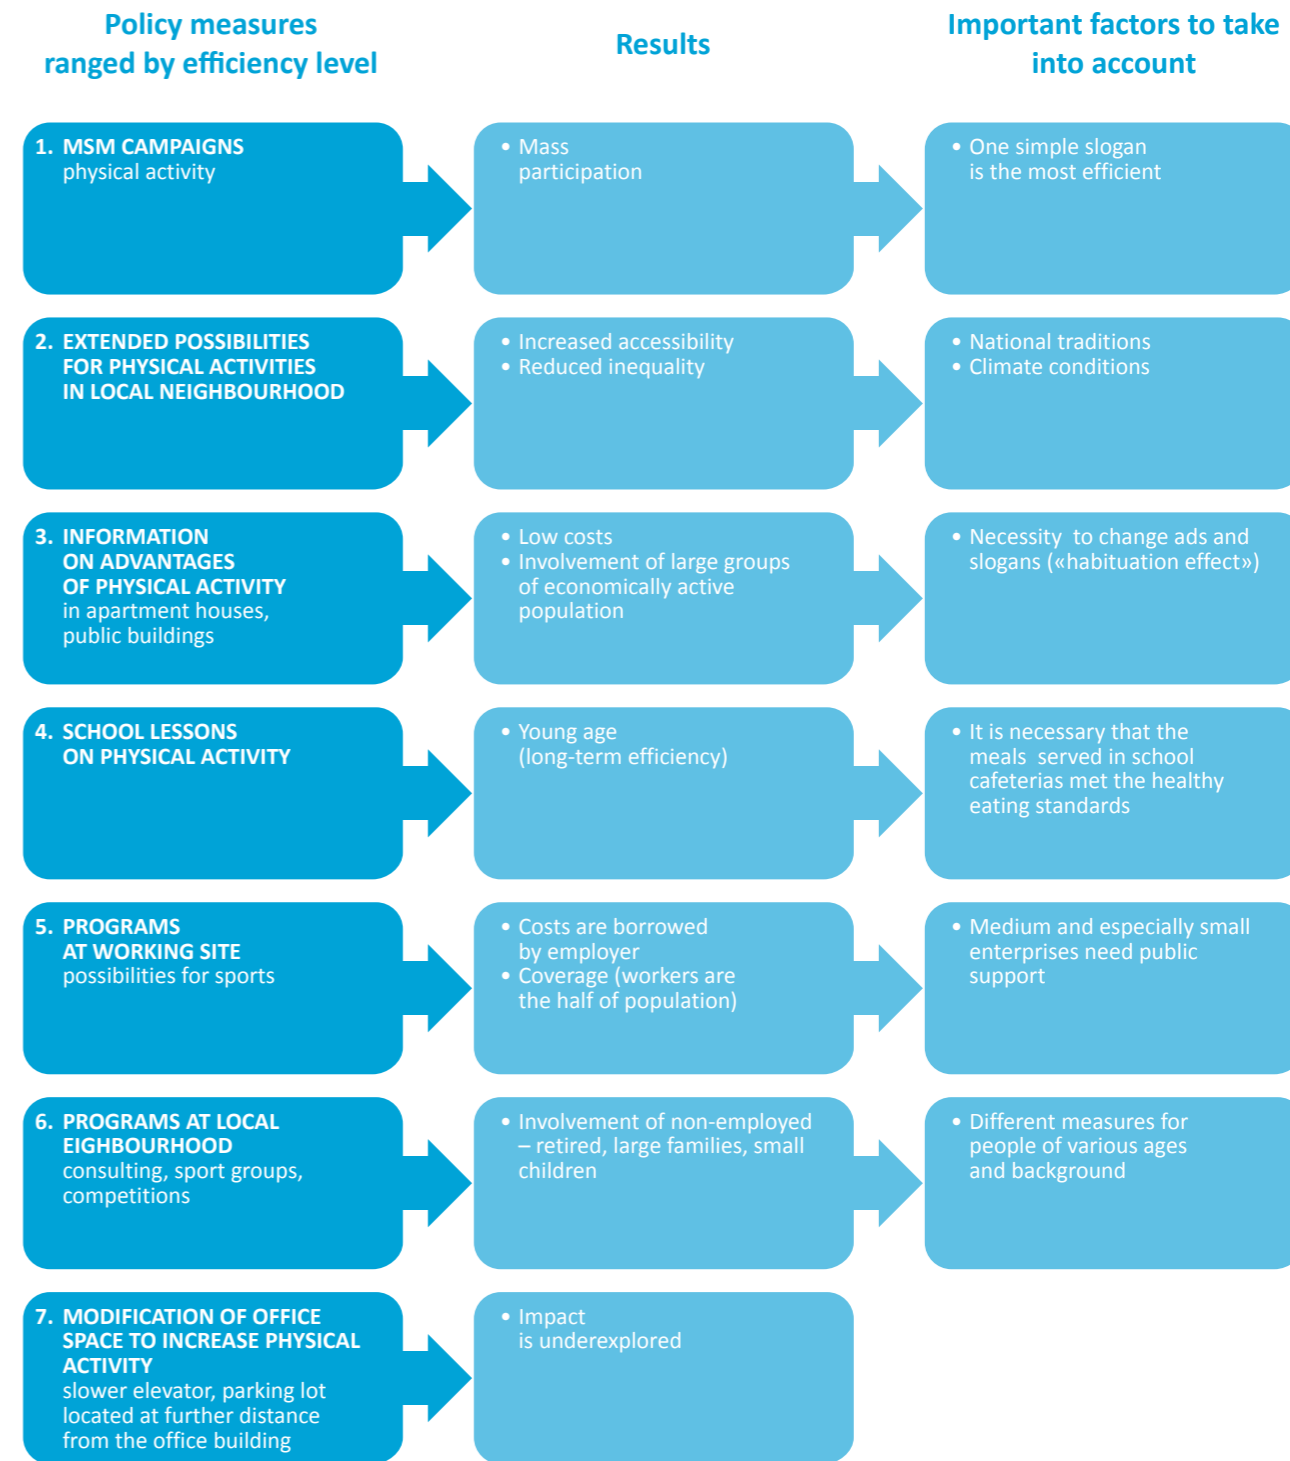 Policy measures
ranged by efficiency level
Results
Important factors to take
into account
1. MSM CAMPAIGNS
physical activity
• Mass
participation
• One simple slogan
is the most efficient
2. EXTENDED POSSIBILITIES
FOR PHYSICAL ACTIVITIES
IN LOCAL NEIGHBOURHOOD
• Increased accessibility
• Reduced inequality
• National traditions
• Climate conditions
3. INFORMATION
ON ADVANTAGES
OF PHYSICAL ACTIVITY
in apartment houses,
public buildings
• Low costs
• Involvement of large groups
of economically active
population
• Necessity to change ads and
slogans («habituation effect»)
4. SCHOOL LESSONS
ON PHYSICAL ACTIVITY
• Young age
(long-term efficiency)
• It is necessary that the
meals served in school
cafeterias met the healthy
eating standards
5. PROGRAMS
AT WORKING SITE
possibilities for sports
• Costs are borrowed
by employer
• Coverage (workers are
the half of population)
• Medium and especially small
enterprises need public
support
6. PROGRAMS AT LOCAL
EIGHBOURHOOD
consulting, sport groups,
competitions
• Involvement of non-employed
– retired, large families, small
children
• Different measures for
people of various ages
and background
7. MODIFICATION OF OFFICE
SPACE TO INCREASE PHYSICAL
ACTIVITY
slower elevator, parking lot
located at further distance
from the office building
• Impact
is underexplored